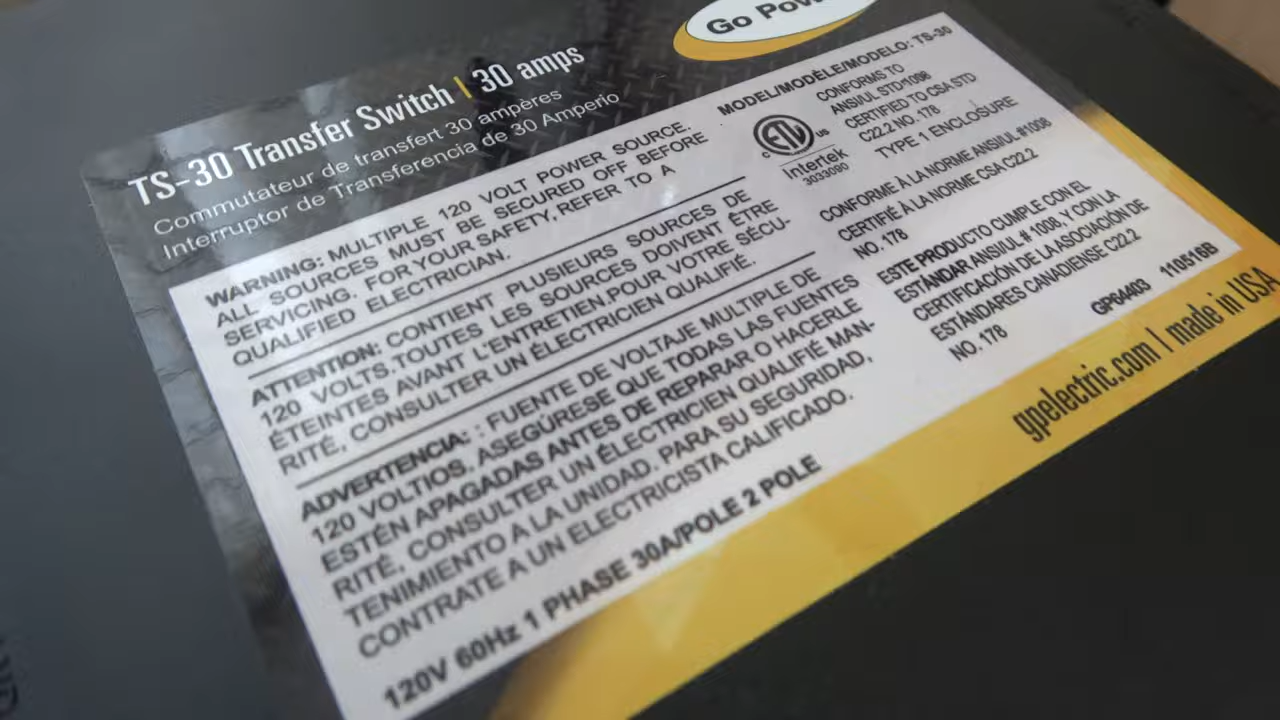 Go Pow
TS-30 Transfer Switch | 30 amps
Commutateur de transfert 30 ampères
Interruptor de Transferencia de 30 Amperio
WARNING: MULTIPLE 120 VOLT POWER SOURCE.
ALL SOURCES MUST BE SECURED OFF BEFORE
SERVICING. FOR YOUR SAFETY, REFER TO A
QUALIFIED ELECTRICIAN.
ATTENTION: CONTIENT PLUSIEURS SOURCES DE
120 VOLTS.TOUTES LES SOURCES DOIVENT ÊTRE
ÉTEINTES AVANT L'ENTRETIEN.POUR VOTRE SÉCU-
RITÉ, CONSULTER UN ÉLECTRICIEN QUALIFIÉ.
ADVERTENCIA: : FUENTE DE VOLTAJE MULTIPLE DE
120 VOLTIOS. ASEGÚRESE QUE TODAS LAS FUENTES
ESTÉN APAGADAS ANTES DE REPARAR O HACERLE
RITÉ, CONSULTER UN ÉLECTRICIEN QUALIFIÉ MAN-
TENIMIENTO A LA UNIDAD. PARA SU SEGURIDAD,
CONTRATE A UN ELECTRICISTA CALIFICADO.
120V 60Hz 1 PHASE 30A/POLE 2 POLE
MODEL/MODÈLE/MODELO: TS-30
ETL
C US
Intertek
3033090
CONFORMS TO
ANSI/UL STD/1098
CERTIFIED TO CSA STD
C22.2 NO. 178
TYPE 1 ENCLOSURE
CONFORME À LA NORME ANSI/UL #1008
CERTIFIÉ À LA NORME CSA C22.2
NO. 178
ESTE PRODUCTO CUMPLE CON EL
ESTÁNDAR ANSI/UL # 1008, Y CON LA
CERTIFICACIÓN DE LA ASOCIACIÓN DE
ESTÁNDARES CANADIENSE C22.2
NO. 178
GP64403 110516B
gpelectric.com | made in USA